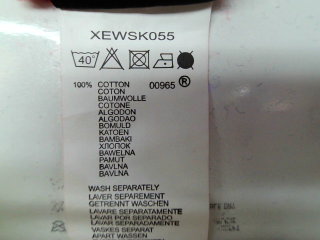 XEWSK055
40°
100% COTTON 00965 ®
COTON
BAUMWOLLE
COTONE
ALGODON
ALGODAO
BOMULD
KATOEN
BAMBAKI
ХЛОПОК
BAWELNA
PAMUT
BAVLNA
BAVLNA
WASH SEPARATELY
LAVER SEPAREMENT
GETRENNT WASCHEN
LAVARE SEPARATAMENTE
LAVAR POR SEPARADO
LAVAR SEPARADAMENTE
VASKES SEPARAT
APART WASSEN